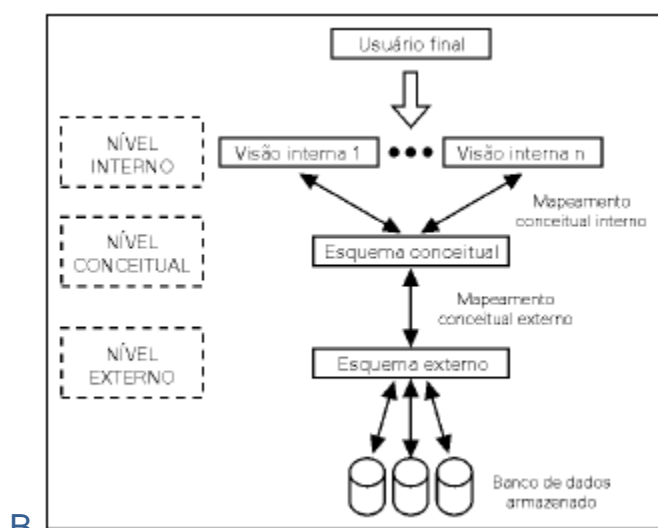 Usuário final
NÍVEL
INTERNO
Visão interna 1
Visão interna n
Mapeamento
conceitual interno
NÍVEL
CONCEITUAL
Esquema conceitual
Mapeamento
conceitual externo
NÍVEL
EXTERNO
Esquema externo
Banco de dados
armazenado
B